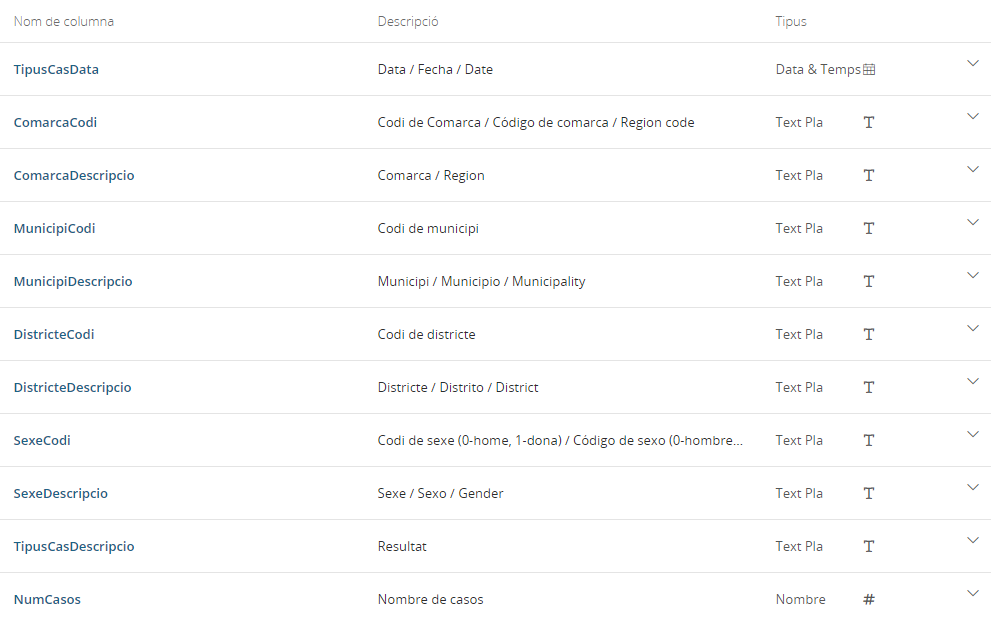 Nom de columna Descripció Tipus
TipusCasData Data / Fecha / Date Data & Temps
ComarcaCodi Codi de Comarca / Código de comarca / Region code Text Pla T
ComarcaDescripcio Comarca / Region Text Pla T
MunicipiCodi Codi de municipi Text Pla T
MunicipiDescripcio Municipi / Municipio / Municipality Text Pla T
DistricteCodi Codi de districte Text Pla T
DistricteDescripcio Districte / Distrito / District Text Pla T
SexeCodi Codi de sexe (0-home, 1-dona) / Código de sexo (0-hombre... Text Pla T
SexeDescripcio Sexe / Sexo / Gender Text Pla T
TipusCasDescripcio Resultat Text Pla T
NumCasos Nombre de casos Nombre #